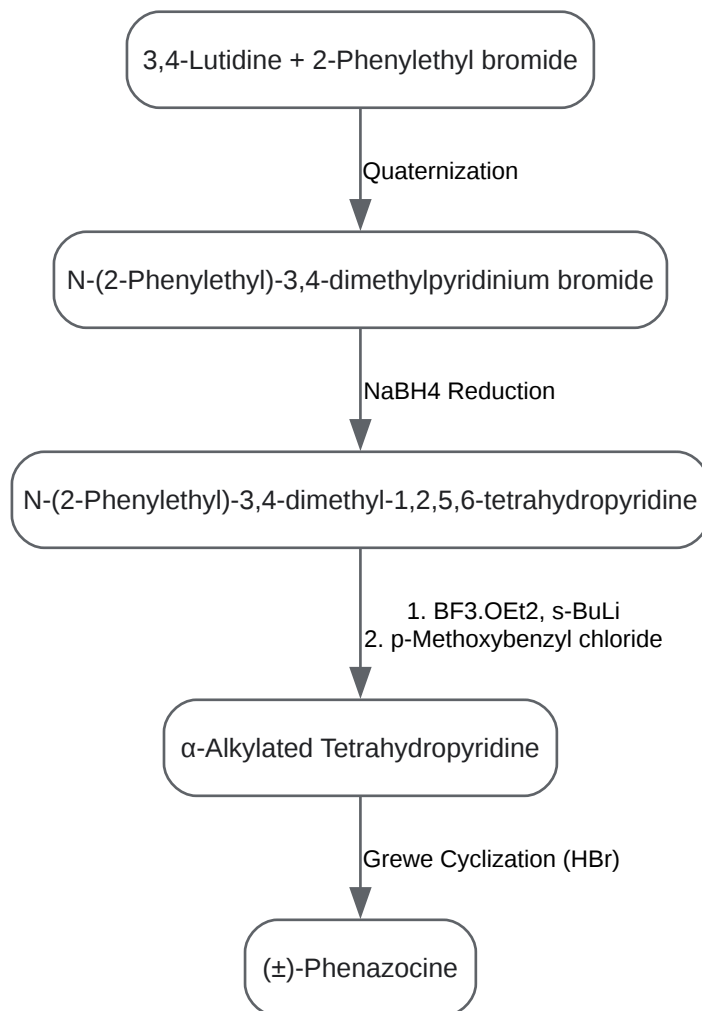 3,4-Lutidine + 2-Phenylethyl bromide
Quaternization
N-(2-Phenylethyl)-3,4-dimethylpyridinium bromide
NaBH4 Reduction
N-(2-Phenylethyl)-3,4-dimethyl-1,2,5,6-tetrahydropyridine
1. BF3.OEt2, s-BuLi
2. p-Methoxybenzyl chloride
α-Alkylated Tetrahydropyridine
Grewe Cyclization (HBr)
(±)-Phenazocine